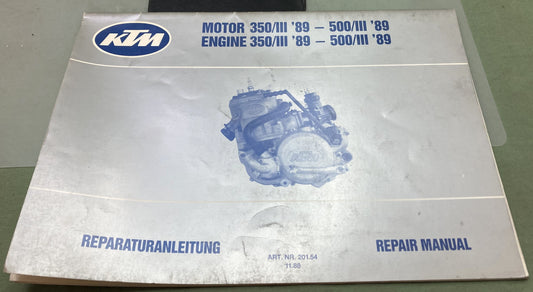 KTM
MOTOR 350/III '89 – 500/III '89
ENGINE 350/III '89 – 500/III '89
REPARATURANLEITUNG
ART. NR. 201.54
11.88
REPAIR MANUAL